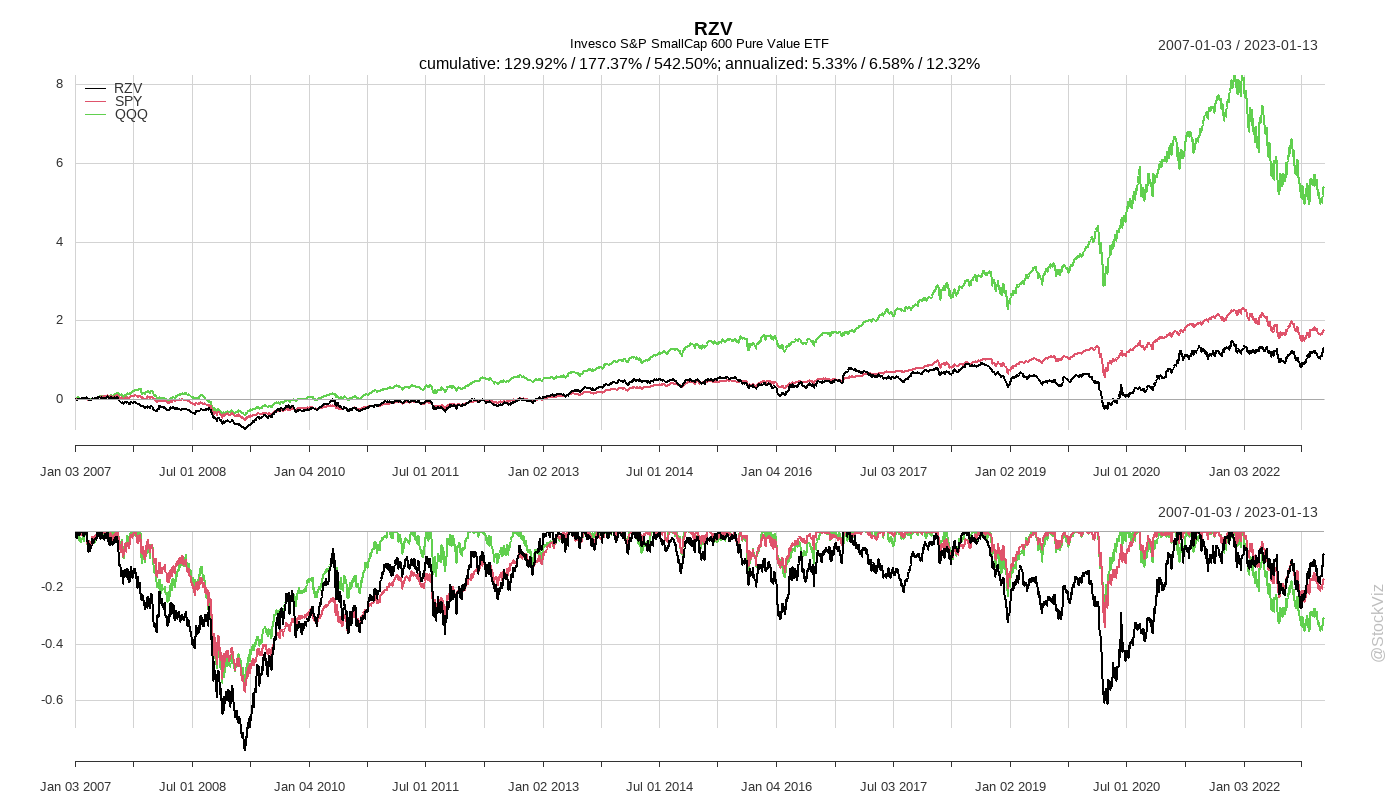 RZV
Invesco S&P SmallCap 600 Pure Value ETF
2007-01-03 / 2023-01-13
cumulative: 129.92% / 177.37% / 542.50%; annualized: 5.33% / 6.58% / 12.32%
8
RZV
SPY
QQQ
6
4
2
0
Jan 03 2007 Jul 01 2008 Jan 04 2010 Jul 01 2011 Jan 02 2013 Jul 01 2014 Jan 04 2016 Jul 03 2017 Jan 02 2019 Jul 01 2020 Jan 03 2022
2007-01-03 / 2023-01-13
-0.2
-0.4
-0.6
Jan 03 2007 Jul 01 2008 Jan 04 2010 Jul 01 2011 Jan 02 2013 Jul 01 2014 Jan 04 2016 Jul 03 2017 Jan 02 2019 Jul 01 2020 Jan 03 2022
@StockViz